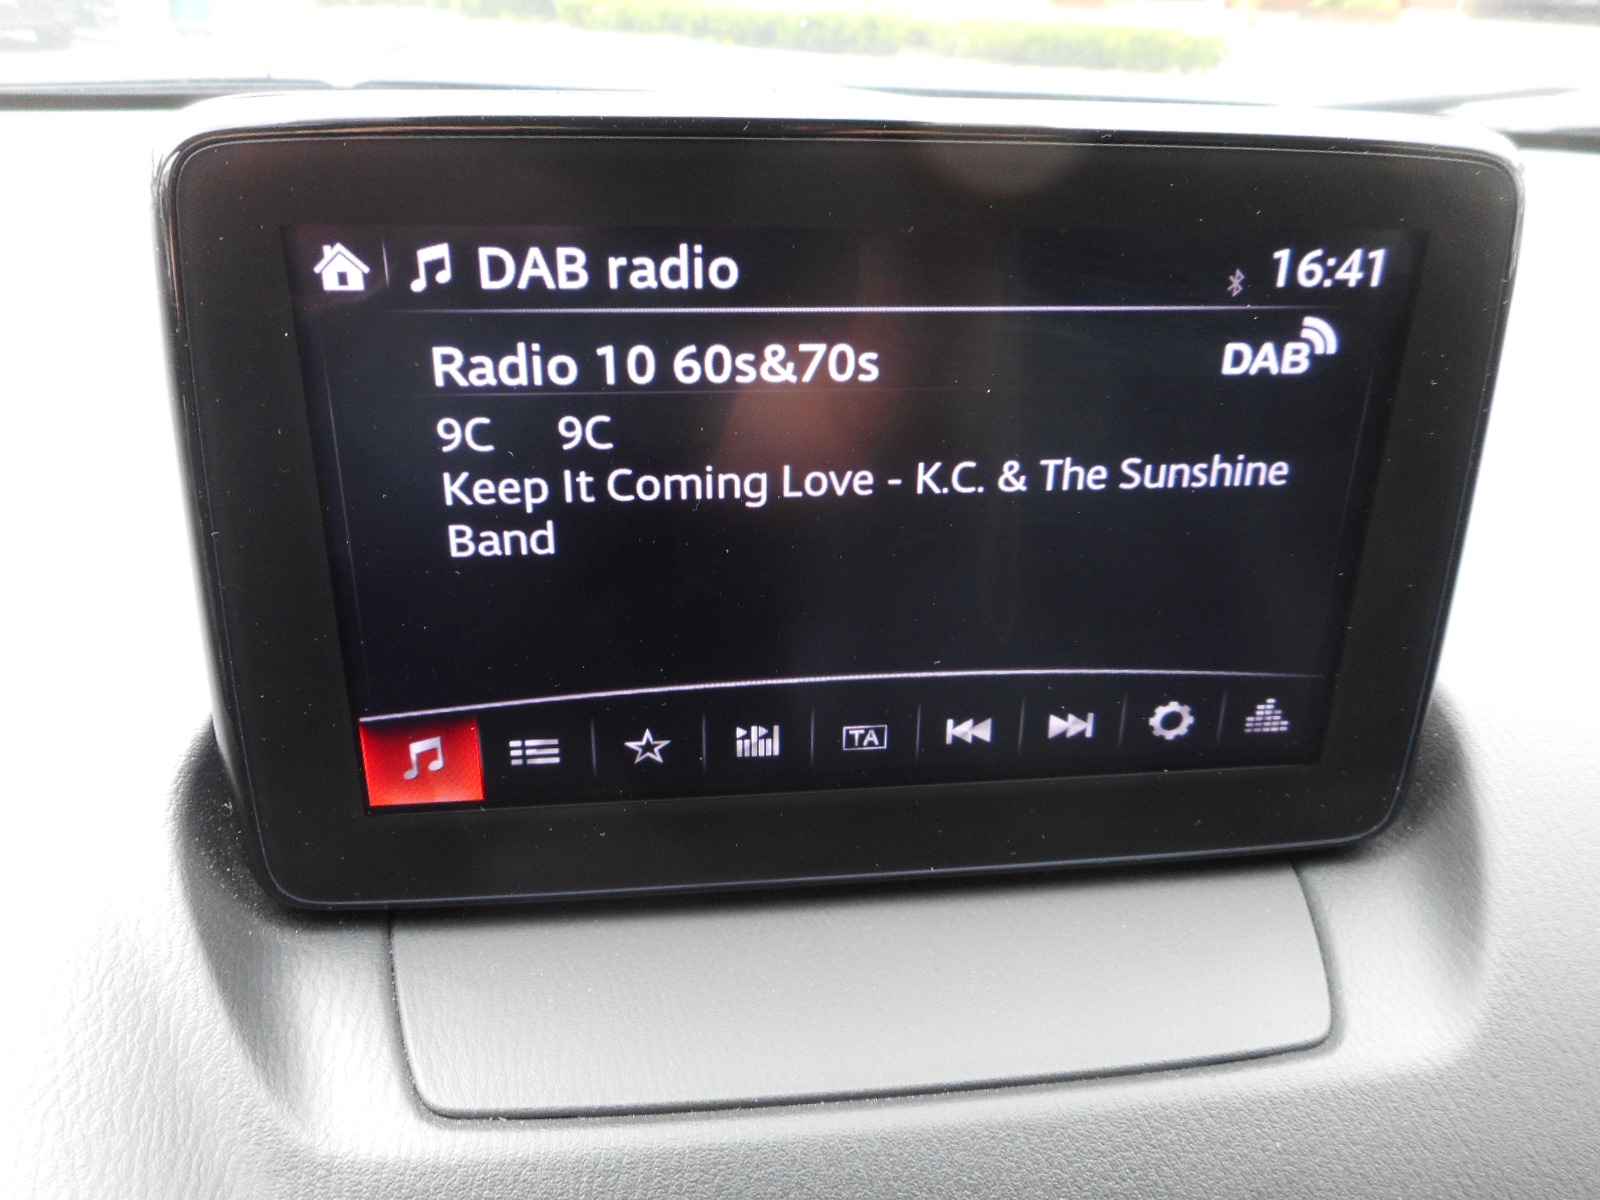 DAB radio 16:41
Radio 10 60s&70s DAB
9C 9C
Keep It Coming Love - K.C. & The Sunshine
Band
TA